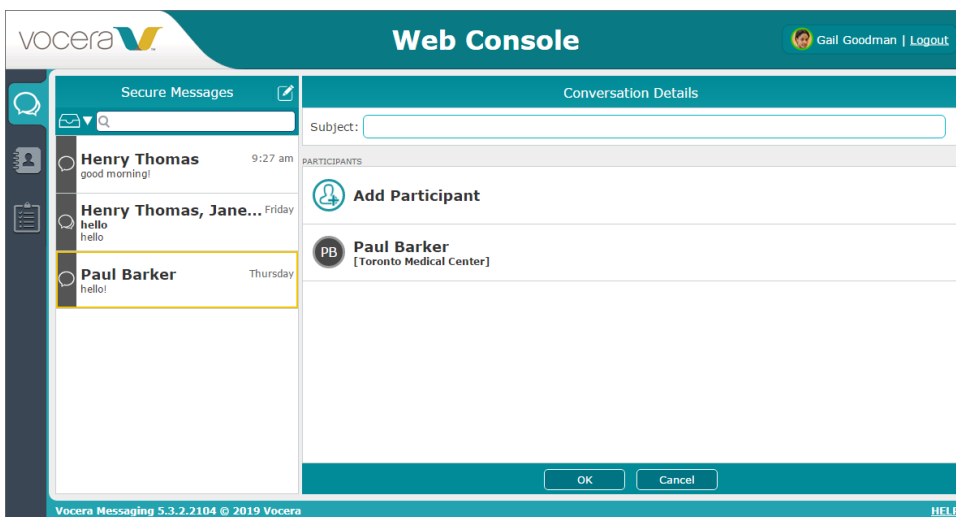 vocera
Web Console
Gail Goodman | Logout
Secure Messages
Henry Thomas
9:27 am
good morning!
Henry Thomas, Jane...
Friday
hello
hello
Paul Barker
Thursday
hello!
Conversation Details
Subject:
PARTICIPANTS
Add Participant
PB
Paul Barker
[Toronto Medical Center]
OK
Cancel
Vocera Messaging 5.3.2.2104 © 2019 Vocera
HELP